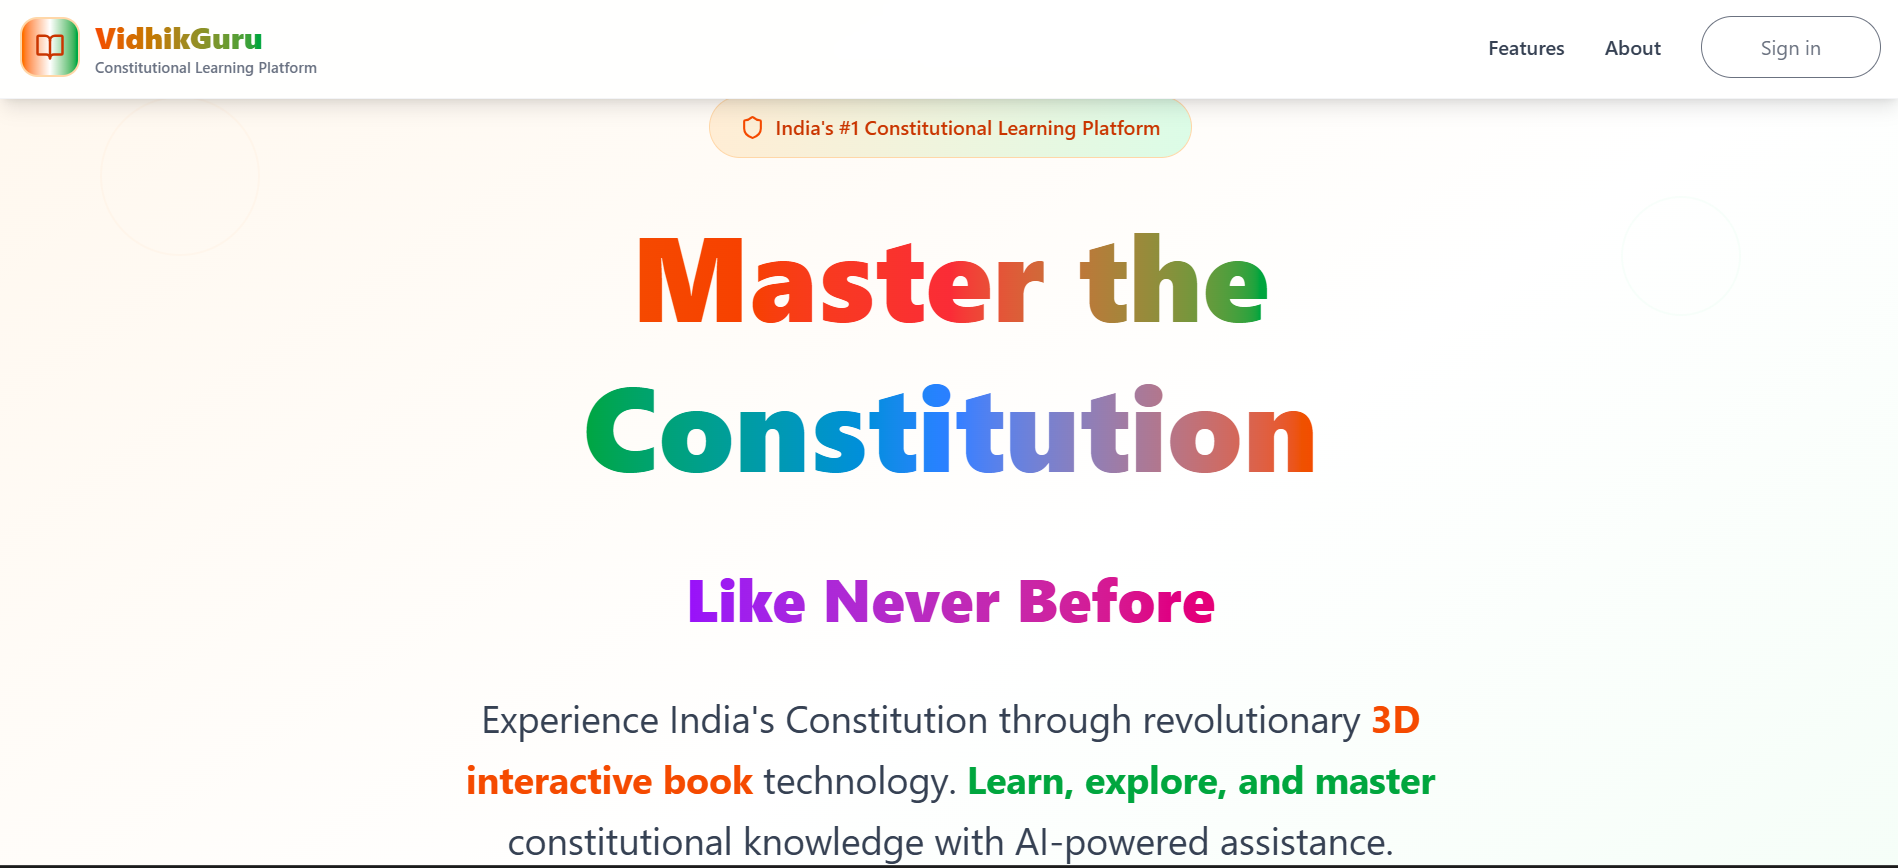 VidhikGuru
Constitutional Learning Platform
Features
About
Sign in
India's #1 Constitutional Learning Platform
Master the
Constitution
Like Never Before
Experience India's Constitution through revolutionary 3D
interactive book technology. Learn, explore, and master
constitutional knowledge with AI-powered assistance.